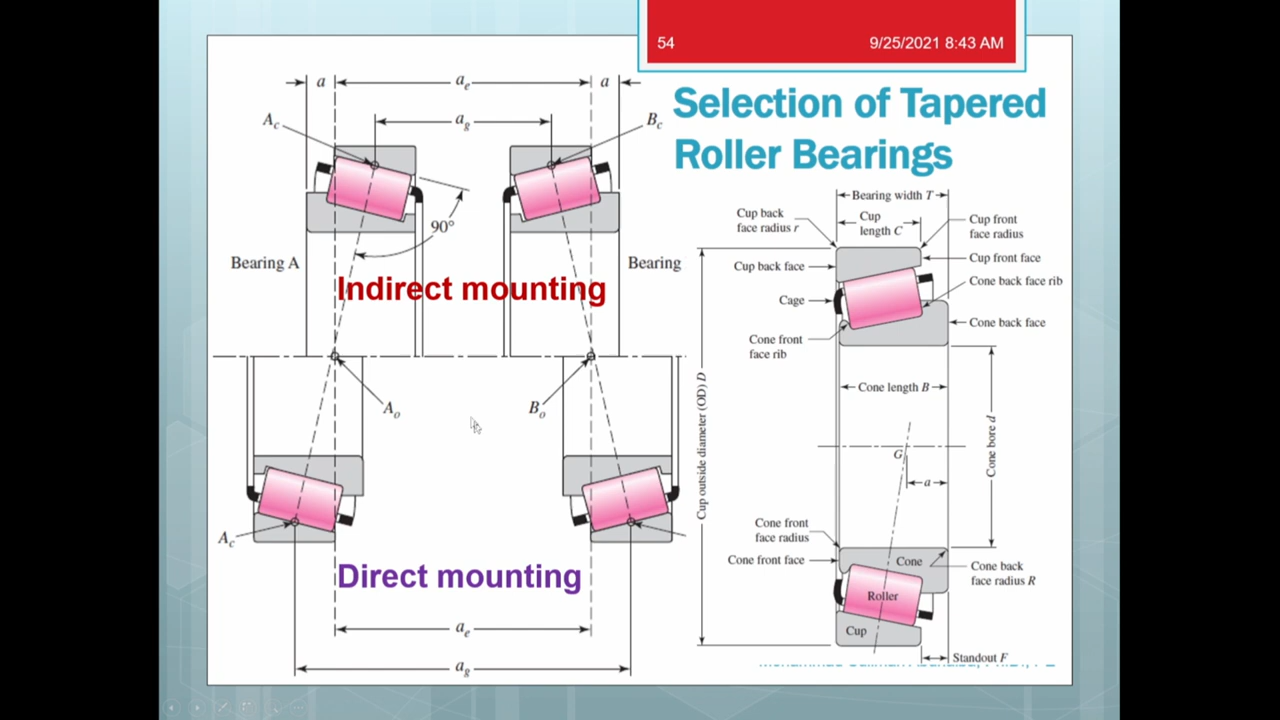 54
9/25/2021 8:43 AM
Selection of Tapered
Roller Bearings
a
a_e
a
A_c
a_g
B_c
90°
Bearing A
Bearing
Indirect mounting
A_o
B_o
A_c
Direct mounting
a_e
a_g
Bearing width T
Cup back
face radius r
Cup
length C
Cup front
face radius
Cup back face
Cup front face
Cone back face rib
Cage
Cone back face
Cone front
face rib
Cone length B
Cup outside diameter (OD) D
Cone bore d
G
a
Cone front
face radius
Cone front face
Cone
Cone back
face radius R
Roller
Cup
Standout F